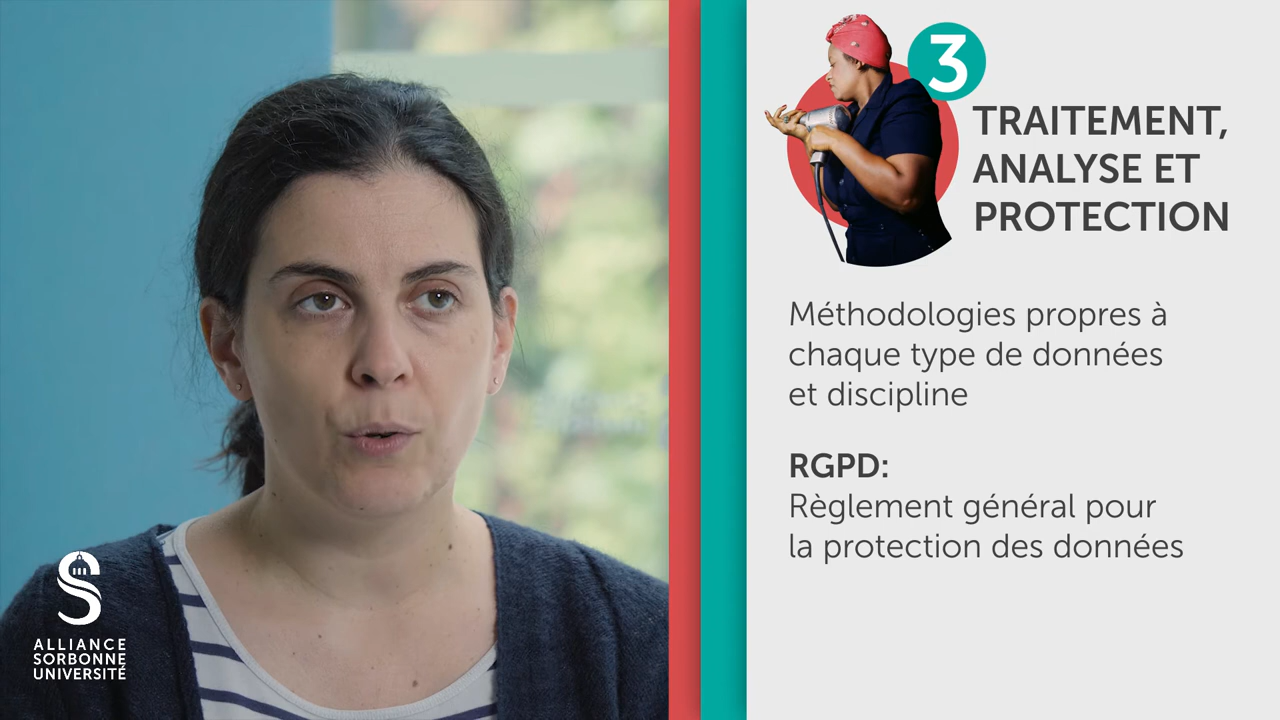 3
TRAITEMENT,
ANALYSE ET
PROTECTION
Méthodologies propres à
chaque type de données
et discipline
RGPD:
Règlement général pour
la protection des données
ALLIANCE
SORBONNE
UNIVERSITÉ